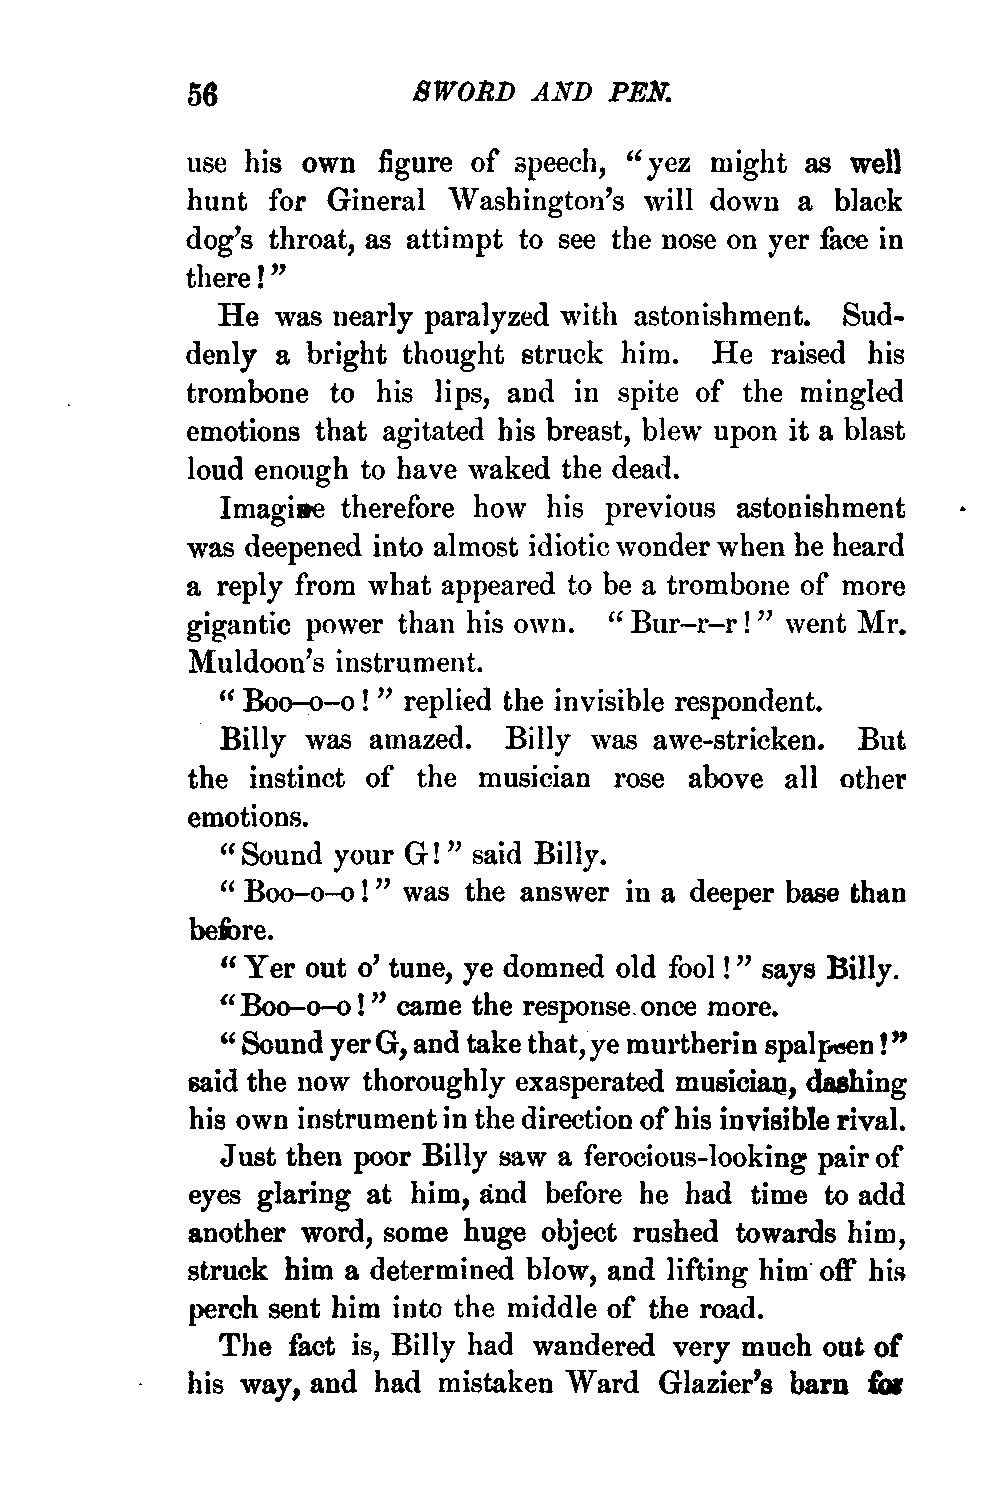 56 SWORD AND PEN.
use his own figure of speech, “yez might as well
hunt for Gineral Washington's will down a black
dog's throat, as attimpt to see the nose on yer face in
there!”
He was nearly paralyzed with astonishment. Sud-
denly a bright thought struck him. He raised his
trombone to his lips, and in spite of the mingled
emotions that agitated his breast, blew upon it a blast
loud enough to have waked the dead.
Imagine therefore how his previous astonishment
was deepened into almost idiotic wonder when he heard
a reply from what appeared to be a trombone of more
gigantic power than his own. “Bur–r–r!” went Mr.
Muldoon's instrument.
“Boo–o–o!” replied the invisible respondent.
Billy was amazed. Billy was awe-stricken. But
the instinct of the musician rose above all other
emotions.
“Sound your G!” said Billy.
“Boo–o–o!” was the answer in a deeper base than
before.
“Yer out o' tune, ye domned old fool!” says Billy.
“Boo–o–o!” came the response once more.
“Sound yer G, and take that, ye murtherin spalpeen!”
said the now thoroughly exasperated musician, dashing
his own instrument in the direction of his invisible rival.
Just then poor Billy saw a ferocious-looking pair of
eyes glaring at him, and before he had time to add
another word, some huge object rushed towards him,
struck him a determined blow, and lifting him off his
perch sent him into the middle of the road.
The fact is, Billy had wandered very much out of
his way, and had mistaken Ward Glazier's barn for